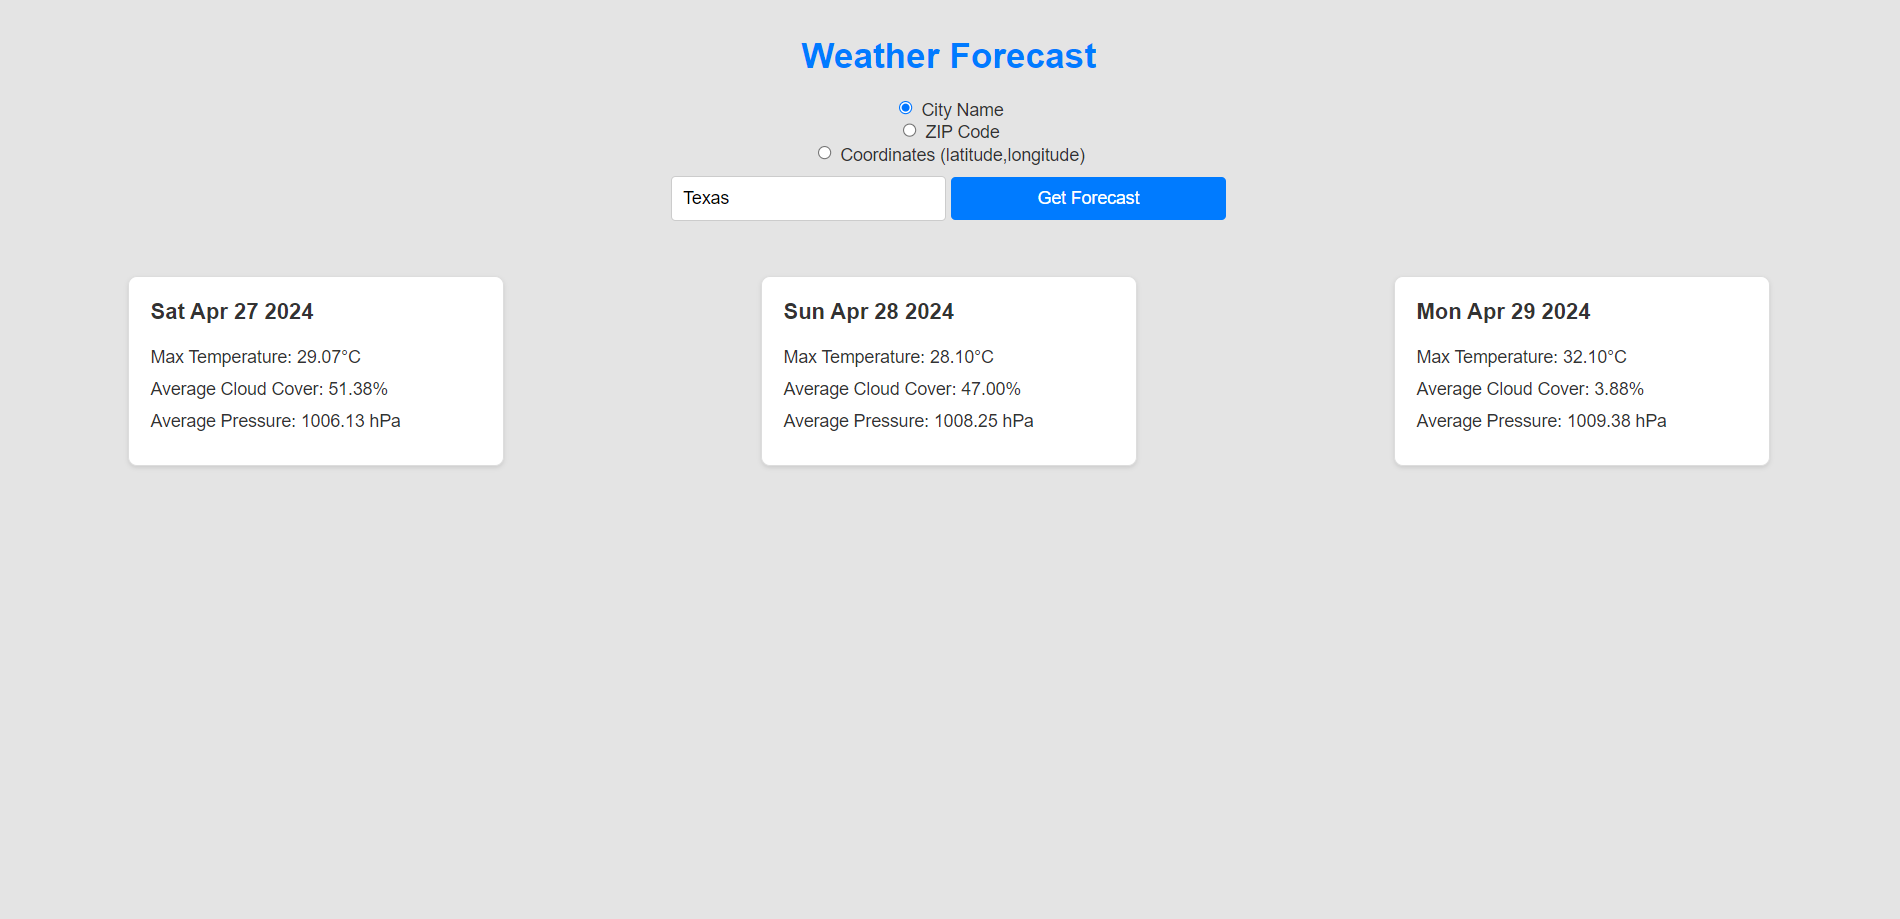 Weather Forecast
City Name
ZIP Code
Coordinates (latitude,longitude)
Texas
Get Forecast
Sat Apr 27 2024
Max Temperature: 29.07°C
Average Cloud Cover: 51.38%
Average Pressure: 1006.13 hPa
Sun Apr 28 2024
Max Temperature: 28.10°C
Average Cloud Cover: 47.00%
Average Pressure: 1008.25 hPa
Mon Apr 29 2024
Max Temperature: 32.10°C
Average Cloud Cover: 3.88%
Average Pressure: 1009.38 hPa